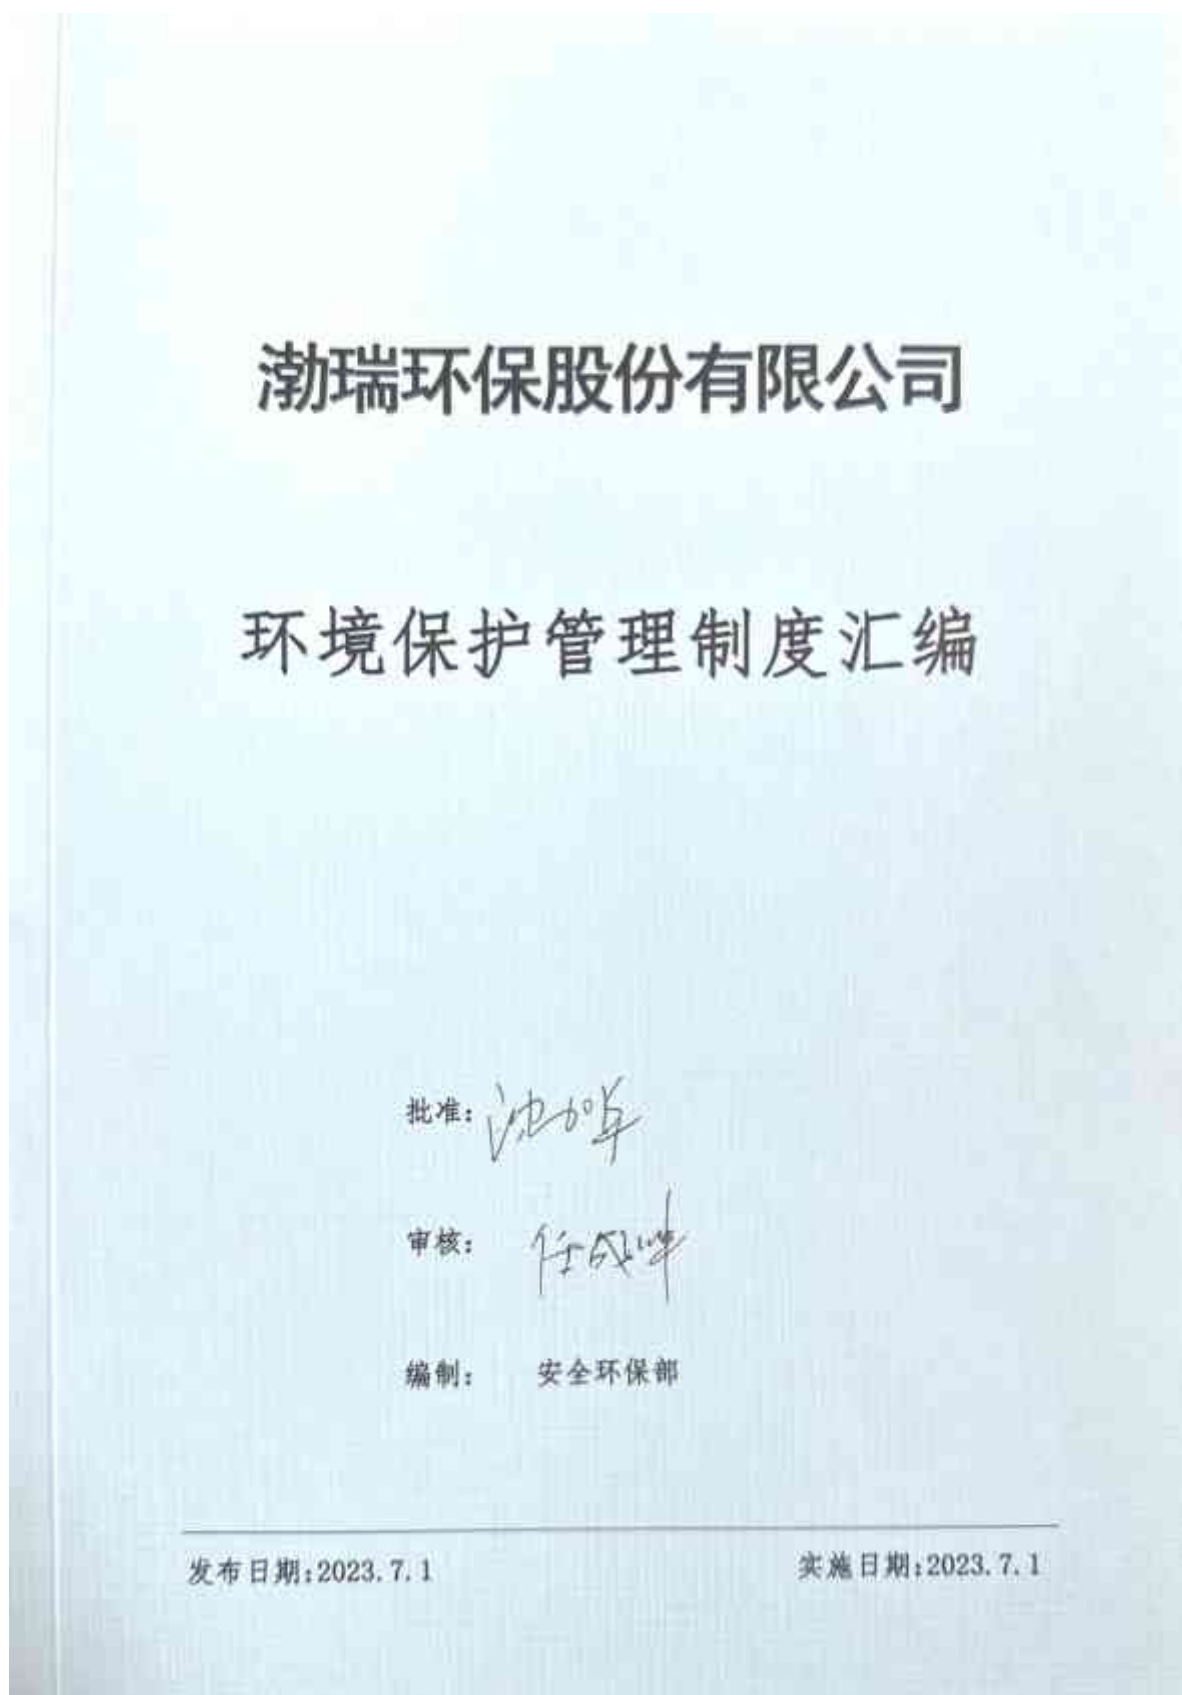 渤瑞环保股份有限公司
环境保护管理制度汇编
批准:
审核:
编制: 安全环保部
发布日期:2023.7.1 实施日期:2023.7.1